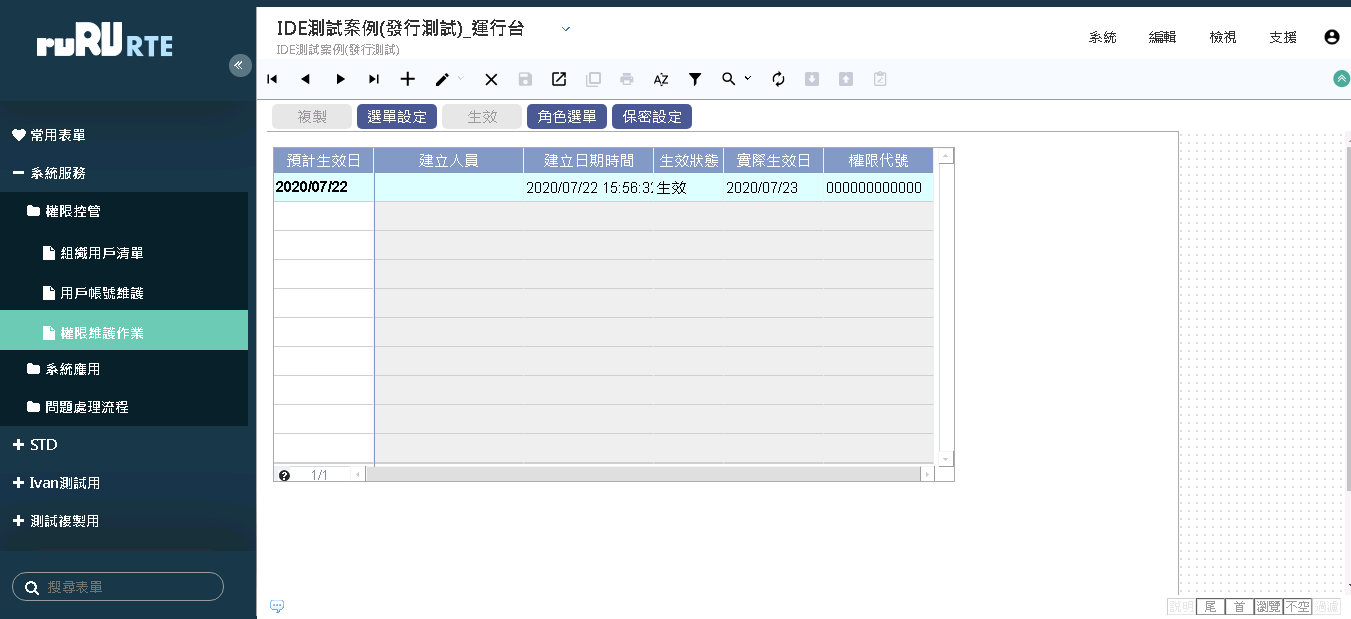 ruRU RTE
常用表單
系統服務
權限控管
組織用戶清單
用戶帳號維護
權限維護作業
系統應用
問題處理流程
STD
Ivan測試用
測試複製用
搜尋表單
IDE測試案例(發行測試)_運行台
IDE測試案例(發行測試)
系統 編輯 檢視 支援
複製 選單設定 生效 角色選單 保密設定
預計生效日 建立人員 建立日期時間 生效狀態 實際生效日 權限代號
2020/07/22 2020/07/22 15:56:3 生效 2020/07/23 000000000000
1/1
說明 尾 首 瀏覽 不空 過濾